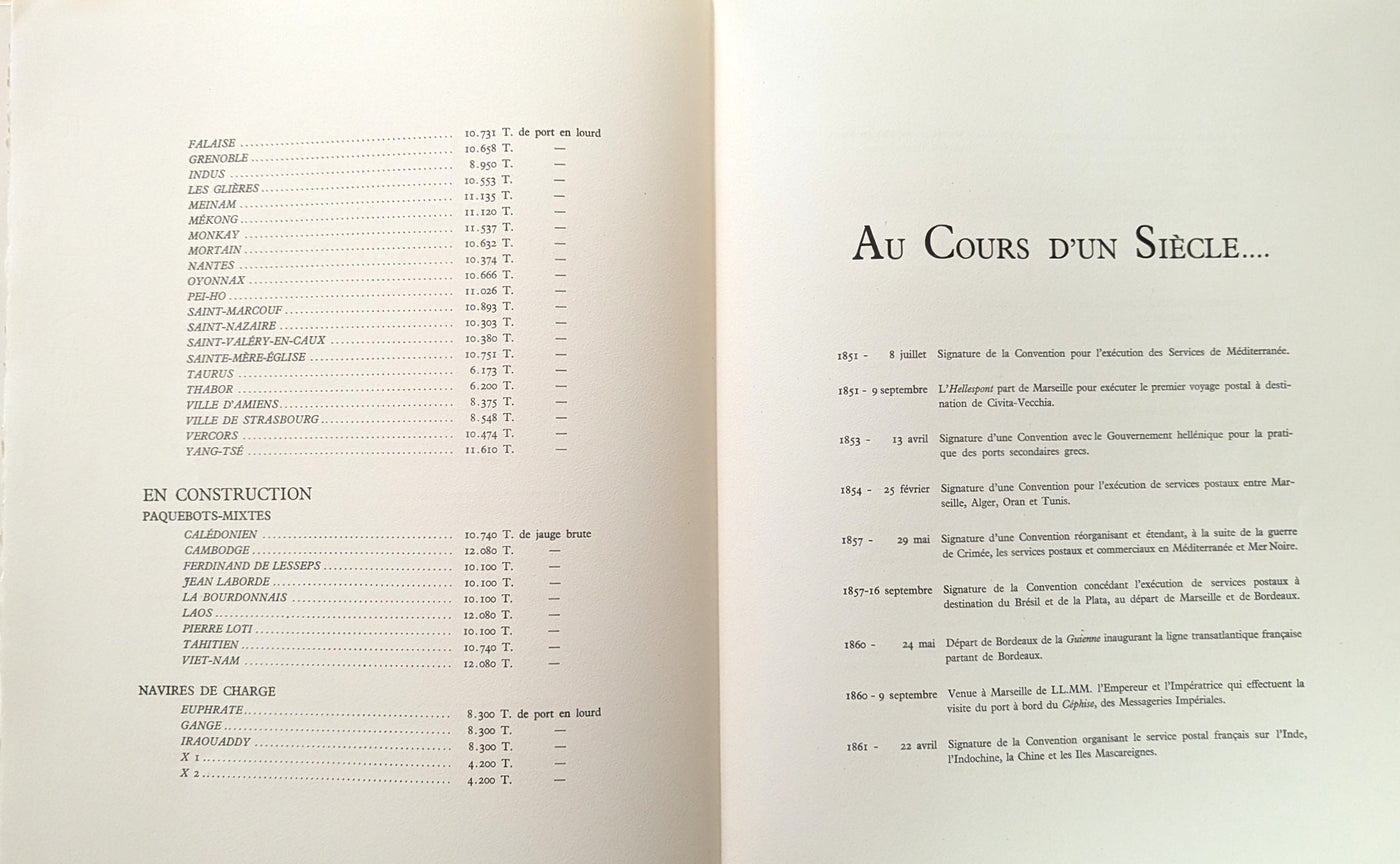 FALAISE ........ 10.731 T. de port en lourd
GRENOBLE ........ 10.658 T. —
INDUS ........ 8.950 T. —
LES GLIÈRES ........ 10.553 T. —
MEINAM ........ 11.135 T. —
MÉKONG ........ 11.120 T. —
MONKAY ........ 11.537 T. —
MORTAIN ........ 10.632 T. —
NANTES ........ 10.374 T. —
OYONNAX ........ 10.666 T. —
PEI-HO ........ 11.026 T. —
SAINT-MARCOUF ........ 10.893 T. —
SAINT-NAZAIRE ........ 10.303 T. —
SAINT-VALÉRY-EN-CAUX ........ 10.380 T. —
SAINTE-MÈRE-ÉGLISE ........ 10.751 T. —
TAURUS ........ 6.173 T. —
THABOR ........ 6.200 T. —
VILLE D'AMIENS ........ 8.375 T. —
VILLE DE STRASBOURG ........ 8.548 T. —
VERCORS ........ 10.474 T. —
YANG-TSÉ ........ 11.610 T. —
EN CONSTRUCTION
PAQUEBOTS-MIXTES
CALÉDONIEN ........ 10.740 T. de jauge brute
CAMBODGE ........ 12.080 T. —
FERDINAND DE LESSEPS ........ 10.100 T. —
JEAN LABORDE ........ 10.100 T. —
LA BOURDONNAIS ........ 10.100 T. —
LAOS ........ 12.080 T. —
PIERRE LOTI ........ 10.100 T. —
TAHITIEN ........ 10.740 T. —
VIET-NAM ........ 12.080 T. —
NAVIRES DE CHARGE
EUPHRATE ........ 8.300 T. de port en lourd
GANGE ........ 8.300 T. —
IRAOUADDY ........ 8.300 T. —
X 1 ........ 4.200 T. —
X 2 ........ 4.200 T. —
AU COURS D'UN SIÈCLE....
1851 - 8 juillet Signature de la Convention pour l'exécution des Services de Méditerranée.
1851 - 9 septembre L'Hellespont part de Marseille pour exécuter le premier voyage postal à desti-
nation de Civita-Vecchia.
1853 - 13 avril Signature d'une Convention avec le Gouvernement hellénique pour la prati-
que des ports secondaires grecs.
1854 - 25 février Signature d'une Convention pour l'exécution de services postaux entre Mar-
seille, Alger, Oran et Tunis.
1857 - 29 mai Signature d'une Convention réorganisant et étendant, à la suite de la guerre
de Crimée, les services postaux et commerciaux en Méditerranée et Mer Noire.
1857-16 septembre Signature de la Convention concédant l'exécution de services postaux à
destination du Brésil et de la Plata, au départ de Marseille et de Bordeaux.
1860 - 24 mai Départ de Bordeaux de la Guienne inaugurant la ligne transatlantique française
partant de Bordeaux.
1860 - 9 septembre Venue à Marseille de LL.MM. l'Empereur et l'Impératrice qui effectuent la
visite du port à bord du Céphise, des Messageries Impériales.
1861 - 22 avril Signature de la Convention organisant le service postal français sur l'Inde,
l'Indochine, la Chine et les Iles Mascareignes.